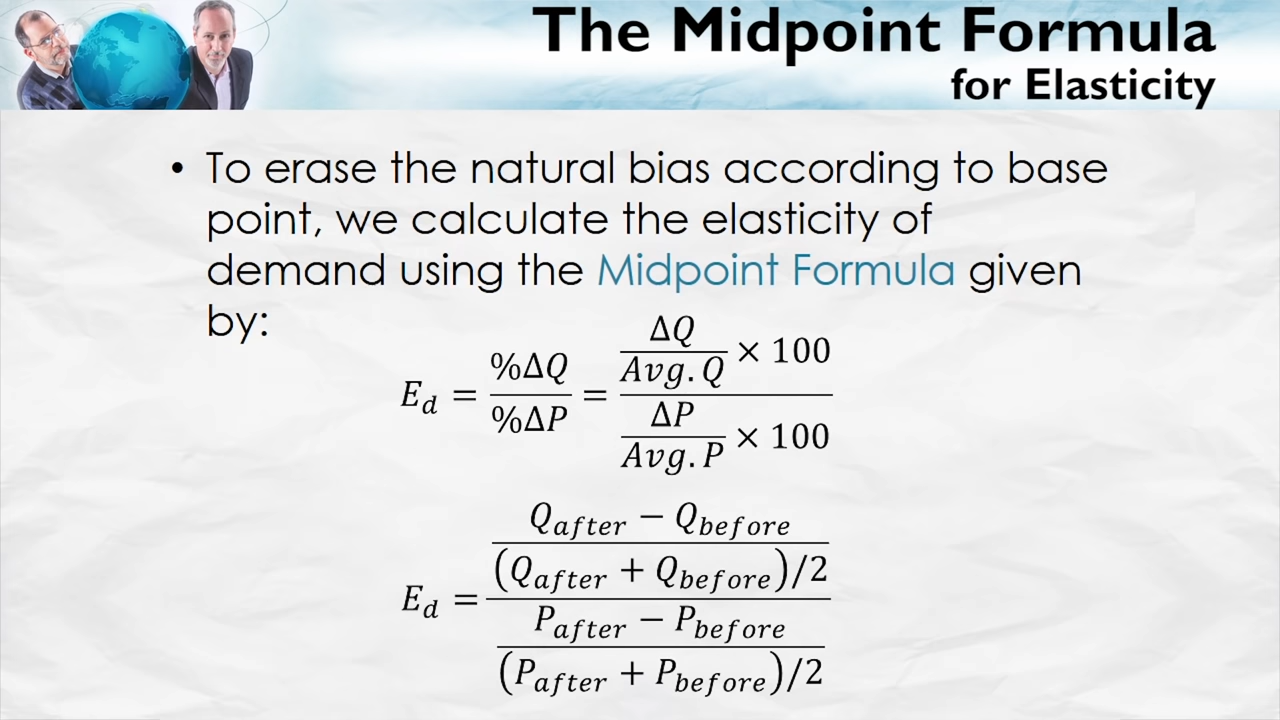 The Midpoint Formula
for Elasticity
• To erase the natural bias according to base
point, we calculate the elasticity of
demand using the Midpoint Formula given
by:
E_d = %ΔQ / %ΔP = (ΔQ / Avg. Q × 100) / (ΔP / Avg. P × 100)
E_d = ((Q_after − Q_before) / ((Q_after + Q_before)/2)) / ((P_after − P_before) / ((P_after + P_before)/2))